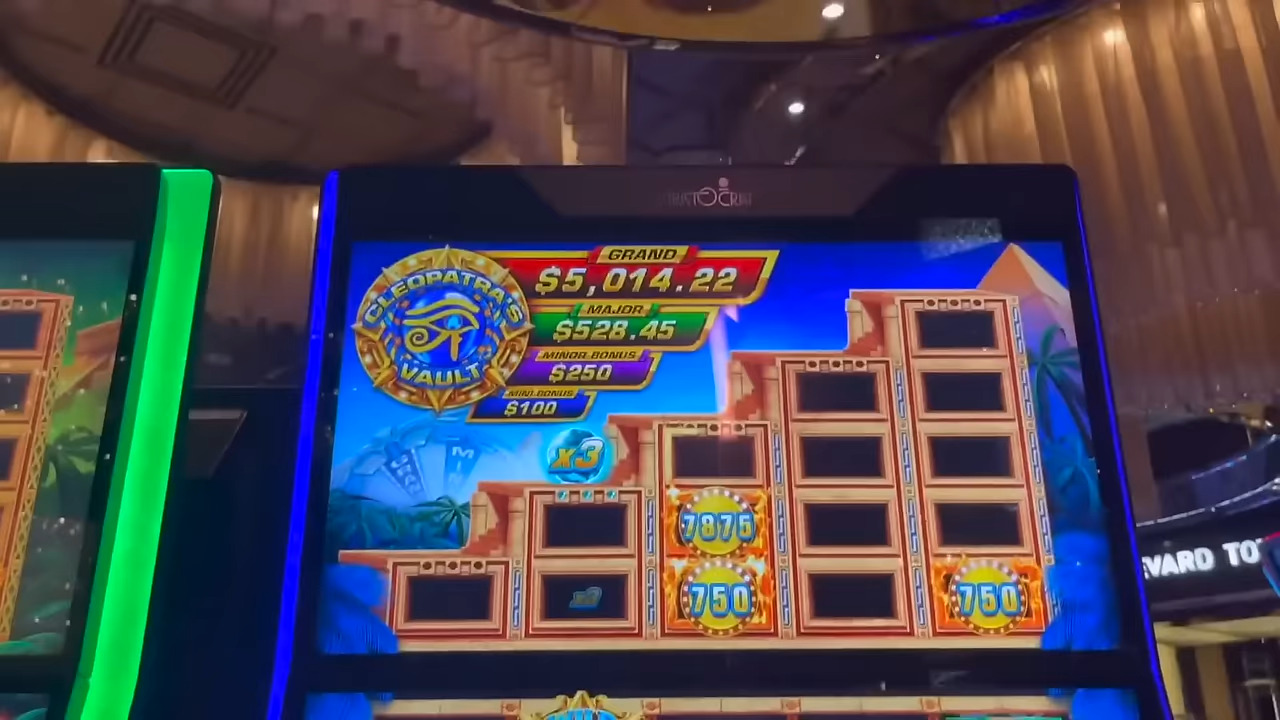 ARISTOCRAT
GRAND
$5,014.22
CLEOPATRA'S
VAULT
MAJOR
$528.45
MINOR BONUS
$250
MINI BONUS
$100
x3
7875
x3
750
750
EVARD TO